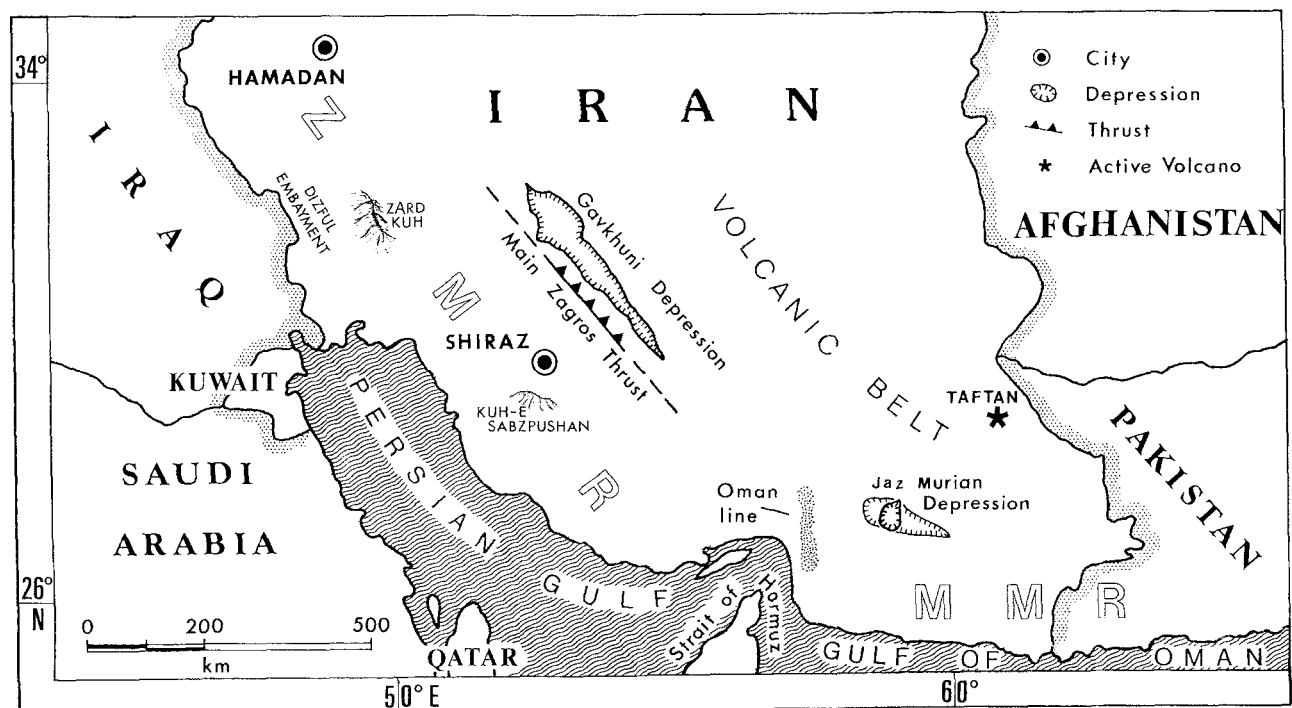 34°
HAMADAN
I R A N
City
Depression
Thrust
Active Volcano
I R A Q
Z
M
R
DIZFUL
EMBAYMENT
ZARD
KUH
Gavkhuni Depression
Main Zagros Thrust
VOLCANIC BELT
AFGHANISTAN
SHIRAZ
KUWAIT
KUH-E
SABZPUSHAN
TAFTAN
PAKISTAN
SAUDI
ARABIA
PERSIAN GULF
Oman
line
Jaz Murian
Depression
26°
N
0 200 500
km
QATAR
Strait of Hormuz
M M R
GULF OF OMAN
50° E
60°